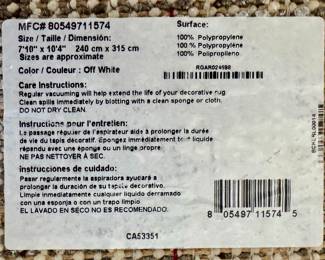 MFC# 80549711574
Size / Taille / Dimensión:
7'10" x 10'4" 240 cm x 315 cm
Sizes are approximate
Color / Couleur : Off White
Surface:
100% Polypropylene
100% Polypropylène
100% Polipropileno
RGAR024598
Care Instructions:
Regular vacuuming will help extend the life of your decorative rug
Clean spills immediately by blotting with a clean sponge or cloth.
DO NOT DRY CLEAN.
Instructions pour l'entretien:
Le passage régulier de l'aspirateur aide à prolonger la durée
de vie du tapis décoratif. Épongez immédiatement tout liquide
répandu avec une éponge ou un linge propre.
NE PAS NETTOYER À SEC.
instrucciones de cuidado:
Pasar regularmente la aspiradora ayudará a
prolongar la duración de su tapete decorativo.
Limpie inmediatamente cualquier líquido derramado
con una esponja o con un trapo limpio
EL LAVADO EN SECO NO ES RECOMENDADO.
8 05497 11574 5
CA53351